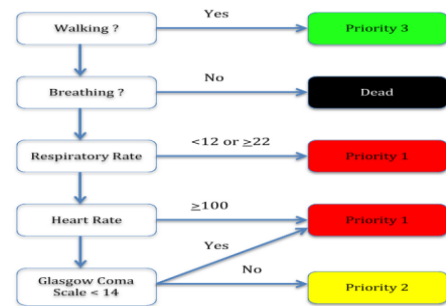 Yes
Walking ?
Priority 3
No
Breathing ?
Dead
<12 or ≥22
Respiratory Rate
Priority 1
≥100
Heart Rate
Priority 1
Yes
No
Glasgow Coma
Scale < 14
Priority 2